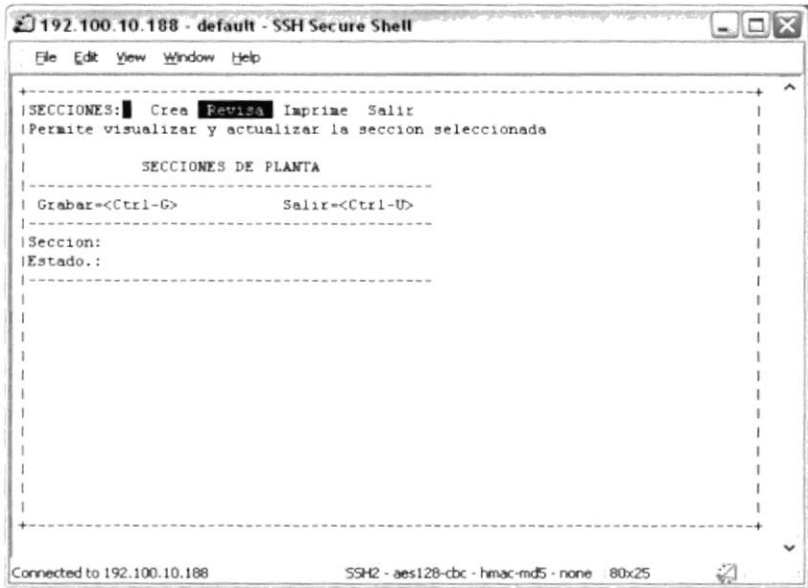 192.100.10.188 - default - SSH Secure Shell
File Edit View Window Help
SECCIONES: Crea Revisa Imprime Salir
Permite visualizar y actualizar la seccion seleccionada
SECCIONES DE PLANTA
Grabar=<Ctrl-G> Salir=<Ctrl-U>
Seccion:
Estado.:
Connected to 192.100.10.188 SSH2 - aes128-cbc - hmac-md5 - none 80x25